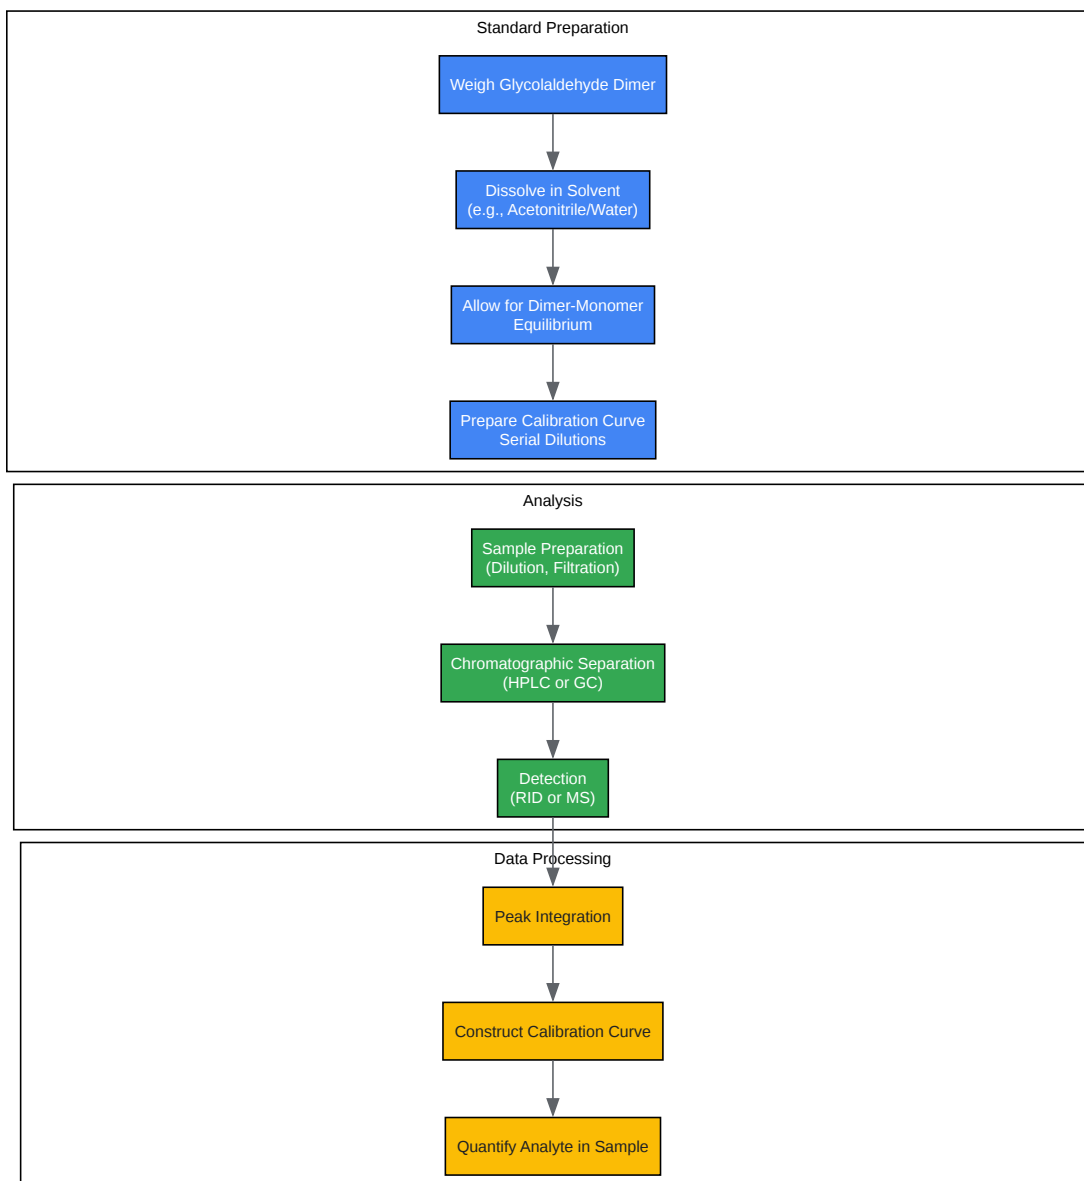 Standard Preparation
Weigh Glycolaldehyde Dimer
Dissolve in Solvent
(e.g., Acetonitrile/Water)
Allow for Dimer-Monomer
Equilibrium
Prepare Calibration Curve
Serial Dilutions
Analysis
Sample Preparation
(Dilution, Filtration)
Chromatographic Separation
(HPLC or GC)
Detection
(RID or MS)
Data Processing
Peak Integration
Construct Calibration Curve
Quantify Analyte in Sample